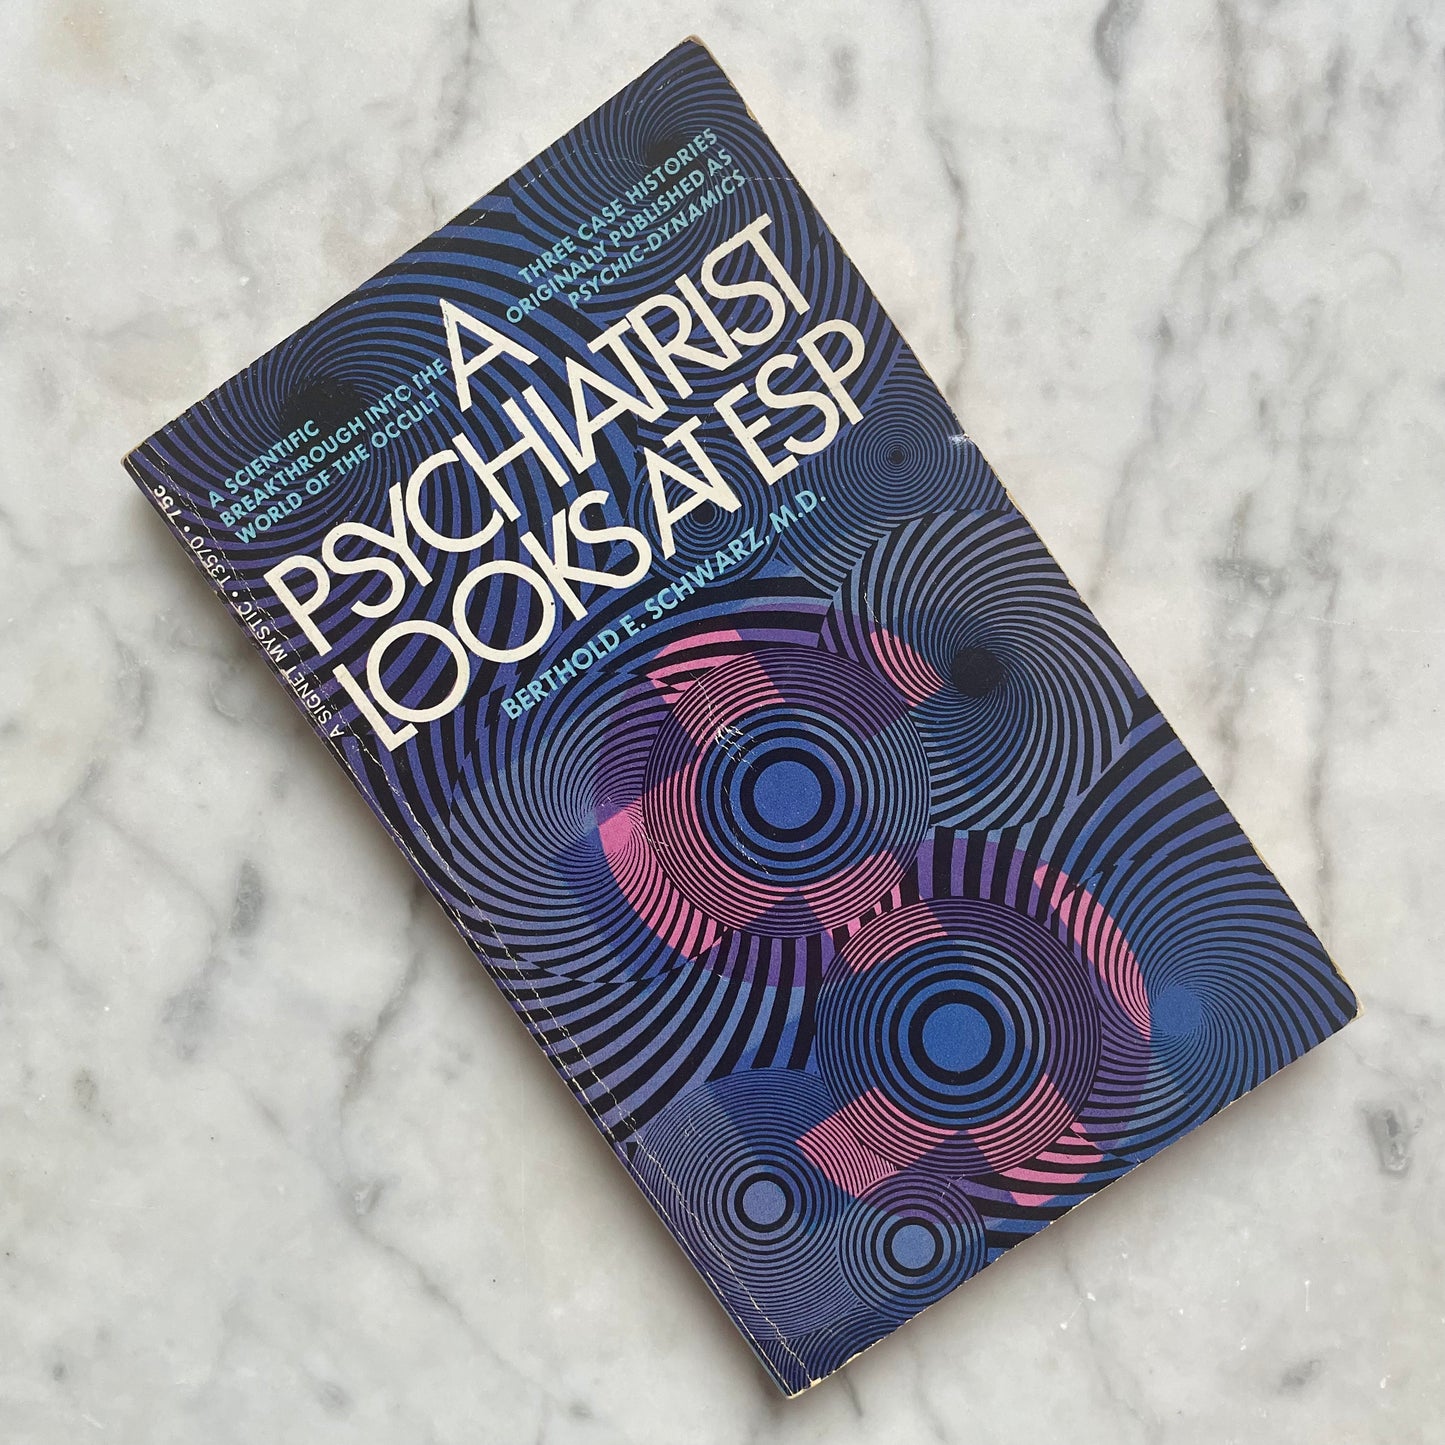 THREE CASE HISTORIES
ORIGINALLY PUBLISHED AS
PSYCHIC-DYNAMICS
A SCIENTIFIC
BREAKTHROUGH INTO THE
WORLD OF THE OCCULT
A
PSYCHIATRIST
LOOKS AT ESP
BERTHOLD E. SCHWARZ, M.D.
A SIGNET MYSTIC • T3570 • 75c